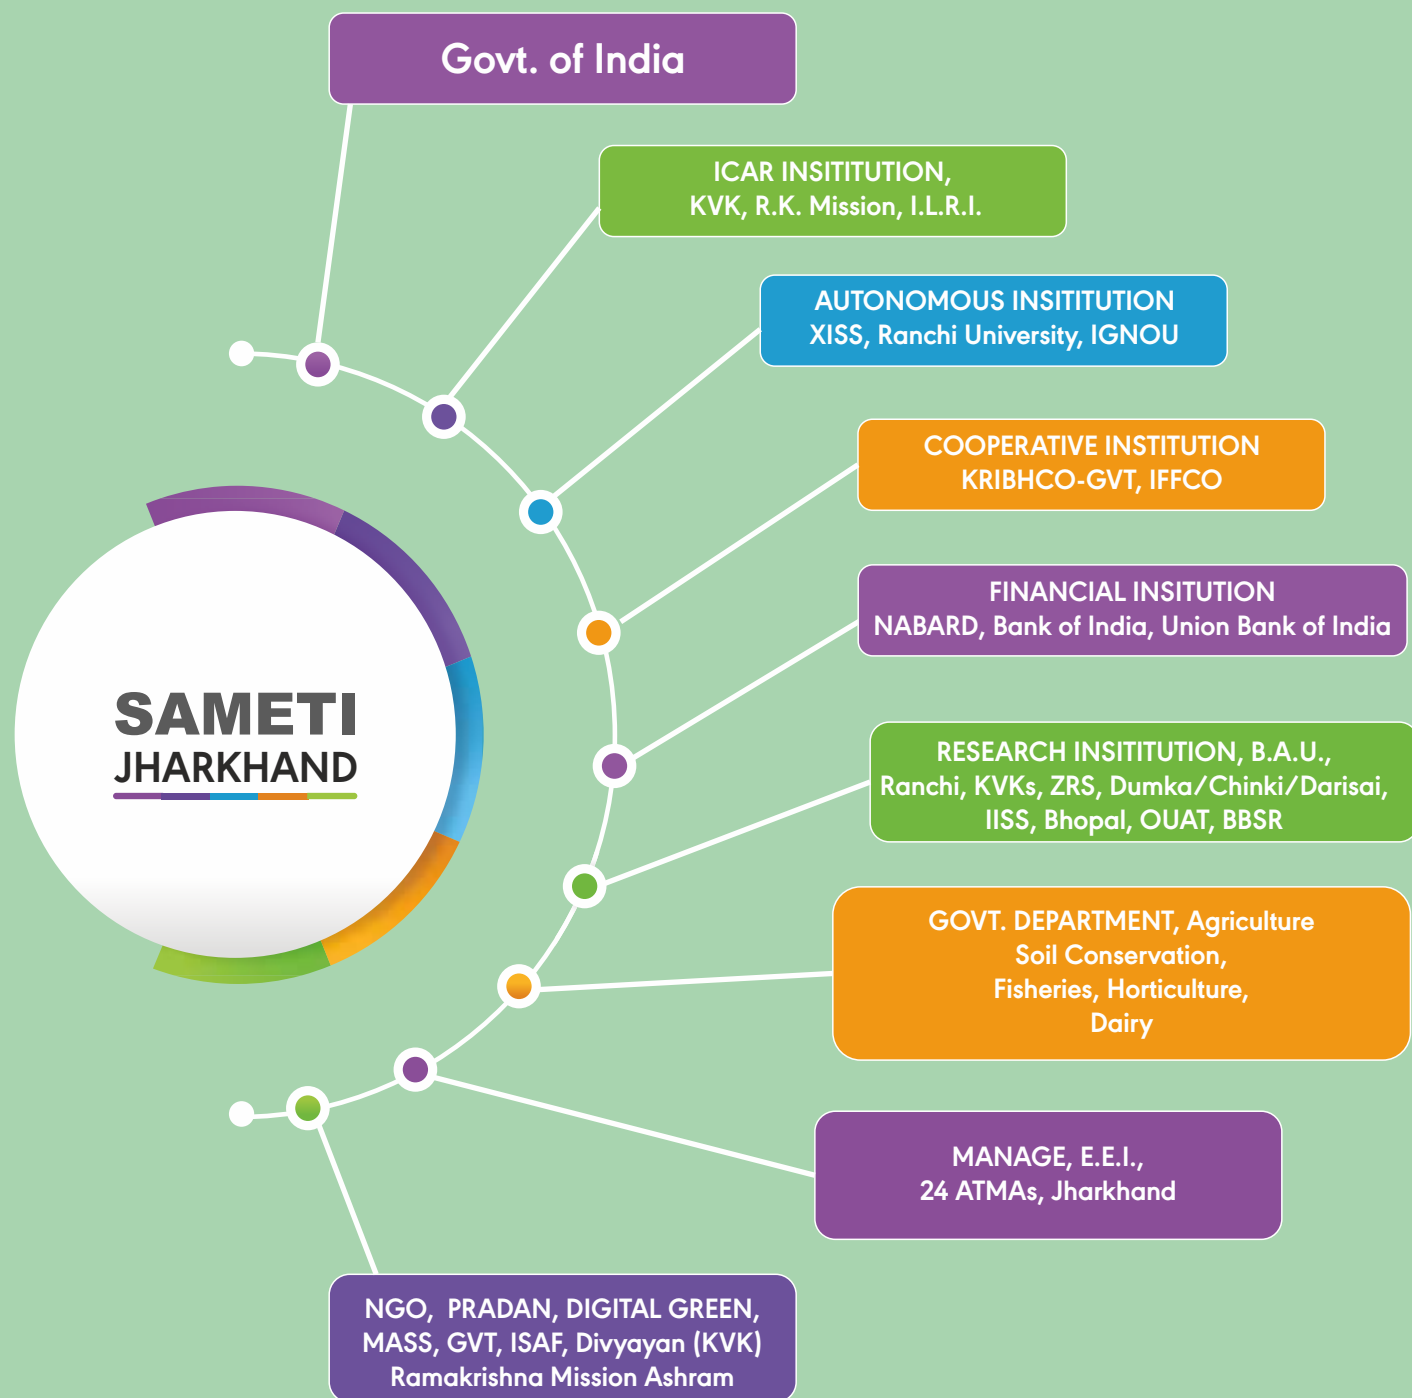 Govt. of India
ICAR INSITITUTION,
KVK, R.K. Mission, I.L.R.I.
AUTONOMOUS INSITITUTION
XISS, Ranchi University, IGNOU
COOPERATIVE INSTITUTION
KRIBHCO-GVT, IFFCO
FINANCIAL INSITUTION
NABARD, Bank of India, Union Bank of India
SAMETI
JHARKHAND
RESEARCH INSITITUTION, B.A.U.,
Ranchi, KVKs, ZRS, Dumka/Chinki/Darisai,
IISS, Bhopal, OUAT, BBSR
GOVT. DEPARTMENT, Agriculture
Soil Conservation,
Fisheries, Horticulture,
Dairy
MANAGE, E.E.I.,
24 ATMAs, Jharkhand
NGO, PRADAN, DIGITAL GREEN,
MASS, GVT, ISAF, Divyayan (KVK)
Ramakrishna Mission Ashram